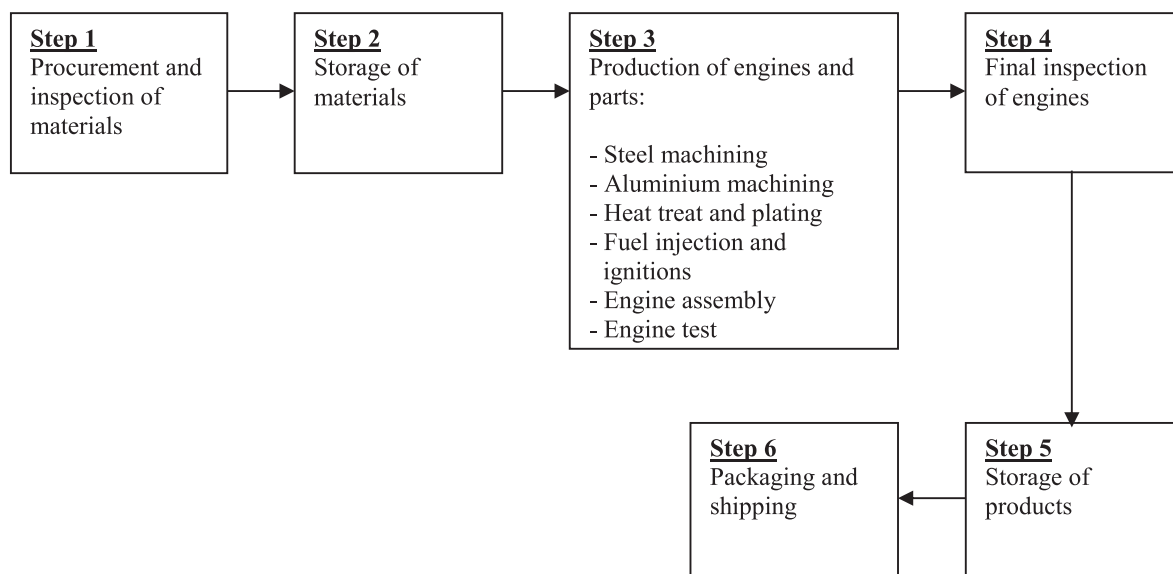 Step 1
Procurement and
inspection of
materials
Step 2
Storage of
materials
Step 3
Production of engines and
parts:
- Steel machining
- Aluminium machining
- Heat treat and plating
- Fuel injection and
ignitions
- Engine assembly
- Engine test
Step 4
Final inspection
of engines
Step 5
Storage of
products
Step 6
Packaging and
shipping